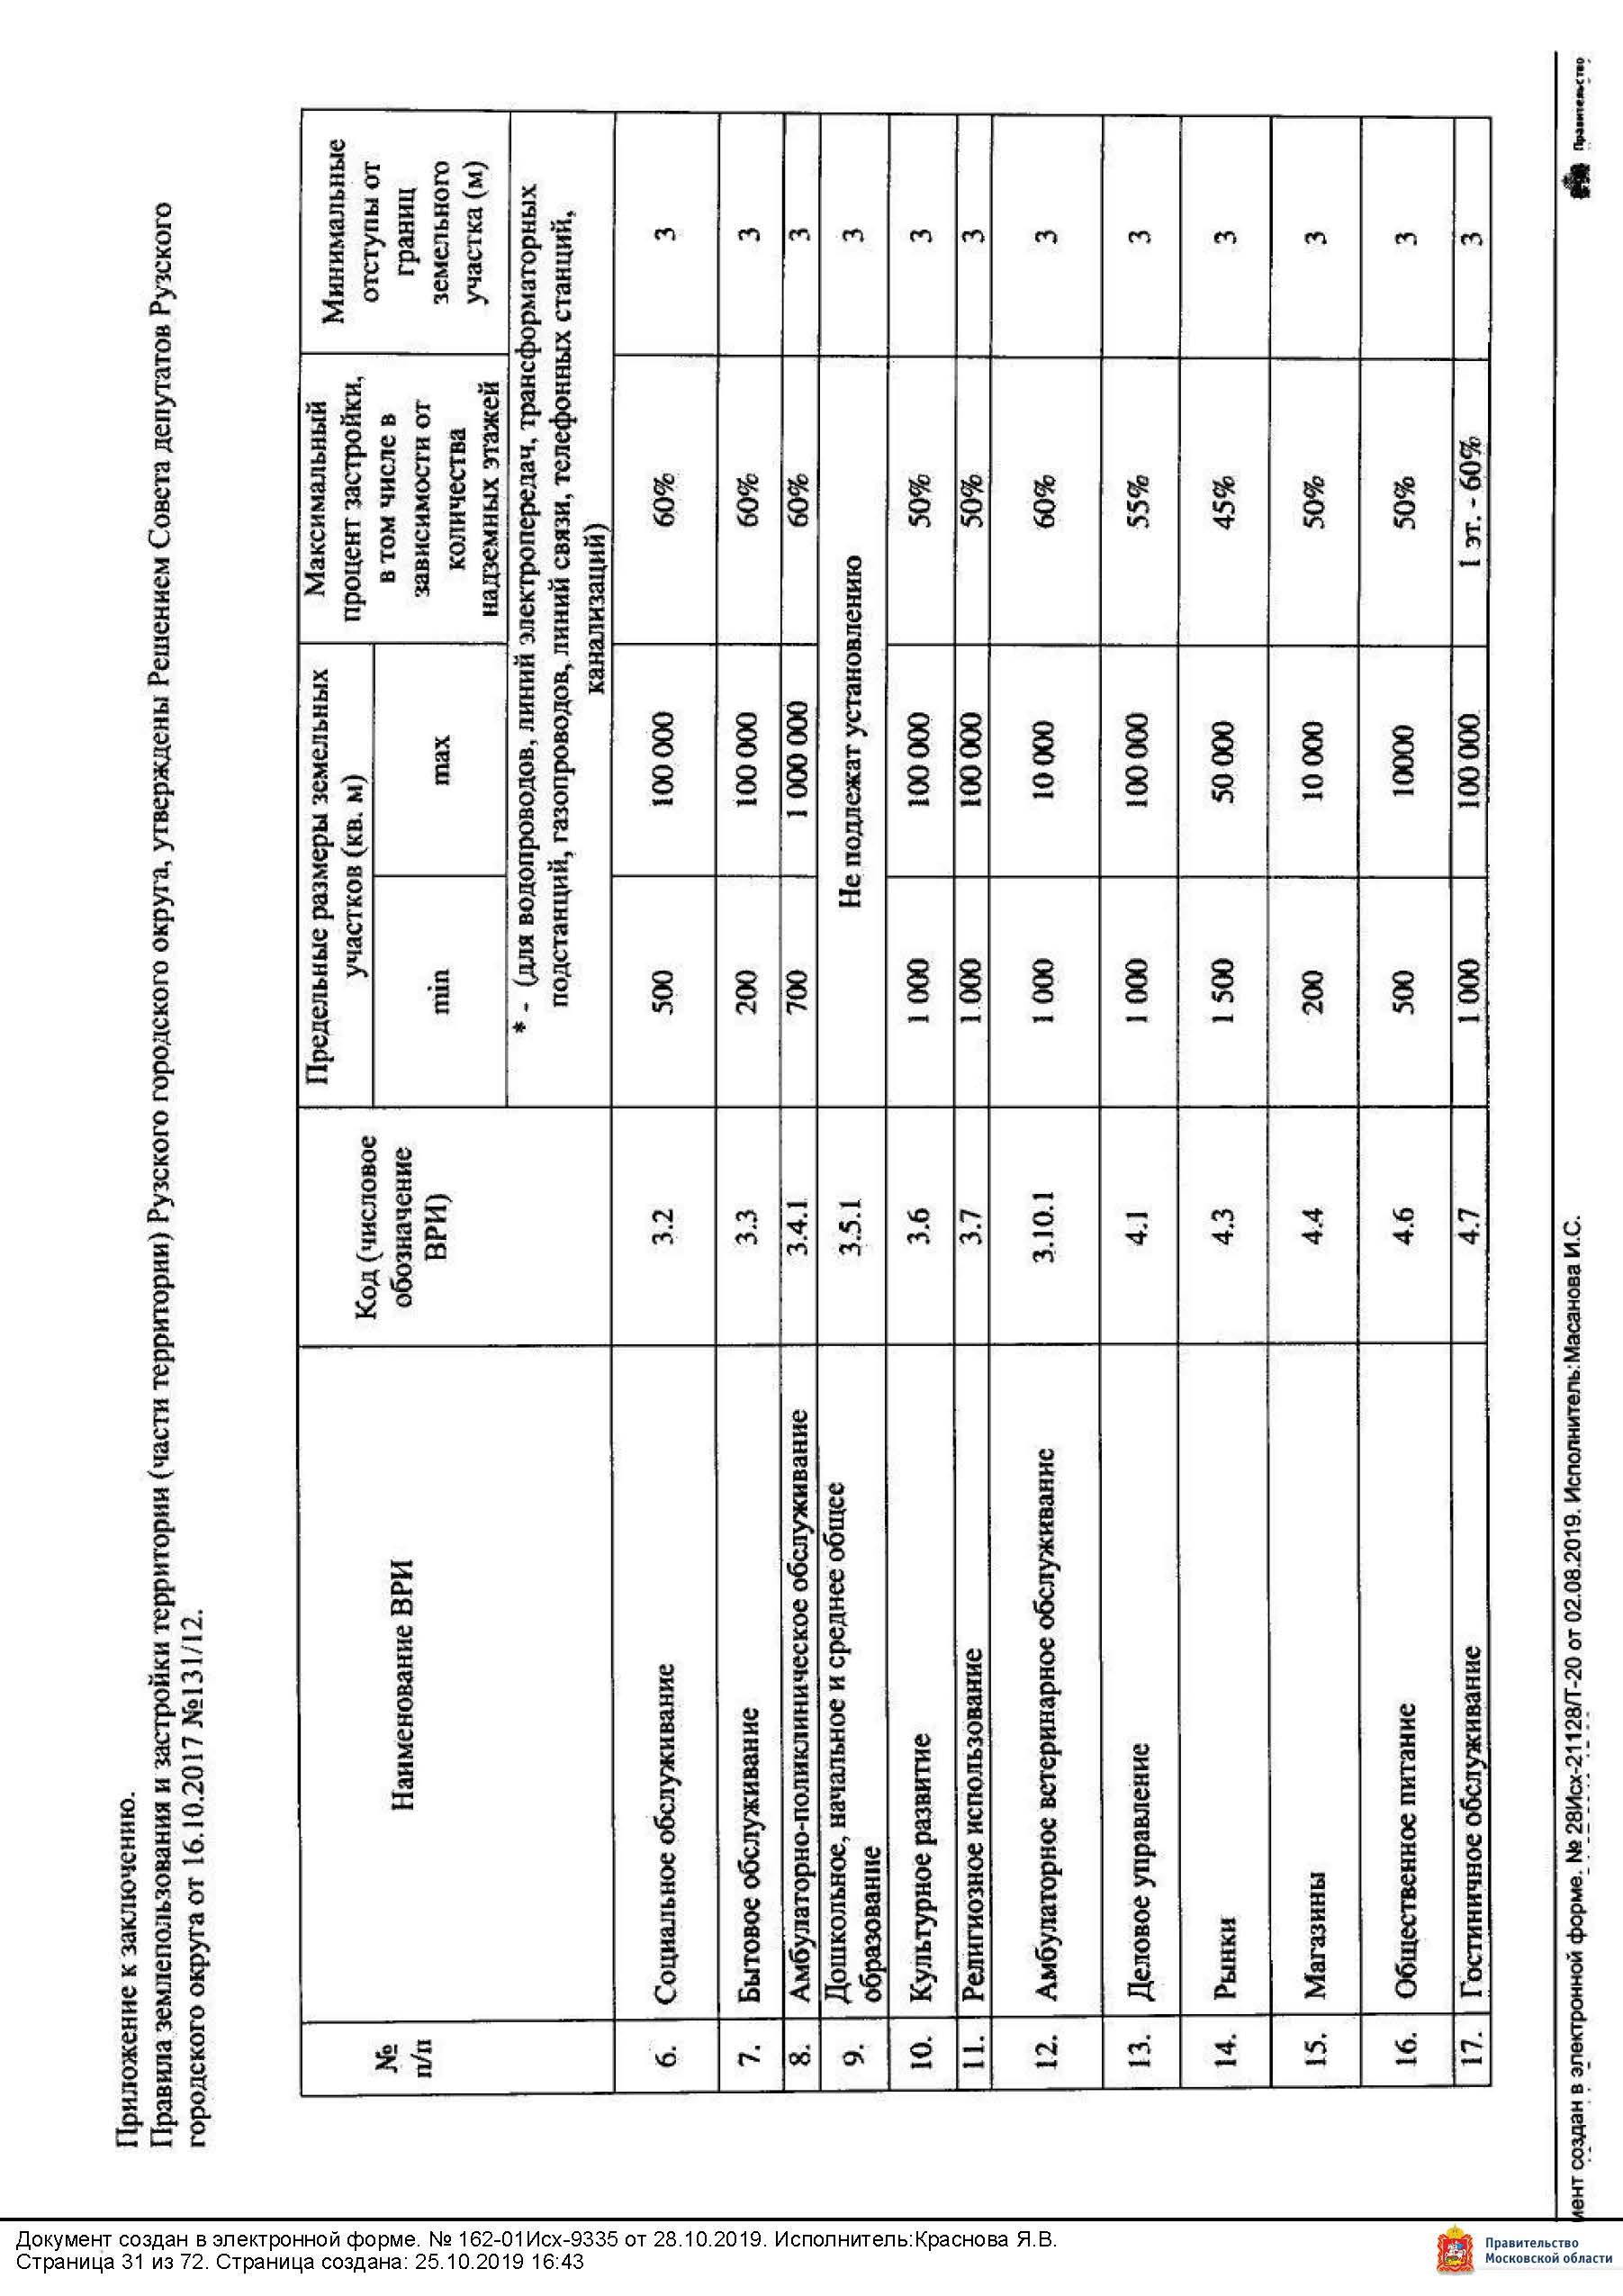 Приложение к заключению.
Правила землепользования и застройки территории (части территории) Рузского городского округа, утверждены Решением Совета депутатов Рузского
городского округа от 16.10.2017 №131/12.
№ п/п
Наименование ВРИ
Код (числовое
обозначение
ВРИ)
Предельные размеры земельных
участков (кв. м)
min
max
Максимальный
процент застройки,
в том числе в
зависимости от
количества
надземных этажей
Минимальные
отступы от
границ
земельного
участка (м)
* - (для водопроводов, линий электропередач, трансформаторных
подстанций, газопроводов, линий связи, телефонных станций,
канализаций)
6. Социальное обслуживание 3.2 500 100 000 60% 3
7. Бытовое обслуживание 3.3 200 100 000 60% 3
8. Амбулаторно-поликлиническое обслуживание 3.4.1 700 1 000 000 60% 3
9. Дошкольное, начальное и среднее общее
образование 3.5.1 Не подлежат установлению 3
10. Культурное развитие 3.6 1 000 100 000 50% 3
11. Религиозное использование 3.7 1 000 100 000 50% 3
12. Амбулаторное ветеринарное обслуживание 3.10.1 1 000 10 000 60% 3
13. Деловое управление 4.1 1 000 100 000 55% 3
14. Рынки 4.3 1 500 50 000 45% 3
15. Магазины 4.4 200 10 000 50% 3
16. Общественное питание 4.6 500 10000 50% 3
17. Гостиничное обслуживание 4.7 1 000 100 000 1 эт. - 60% 3
мент создан в электронной форме. № 28Исх-21128/Т-20 от 02.08.2019. Исполнитель:Масанова И.С.
Правительство
Документ создан в электронной форме. № 162-01Исх-9335 от 28.10.2019. Исполнитель:Краснова Я.В.
Страница 31 из 72. Страница создана: 25.10.2019 16:43
Правительство
Московской области